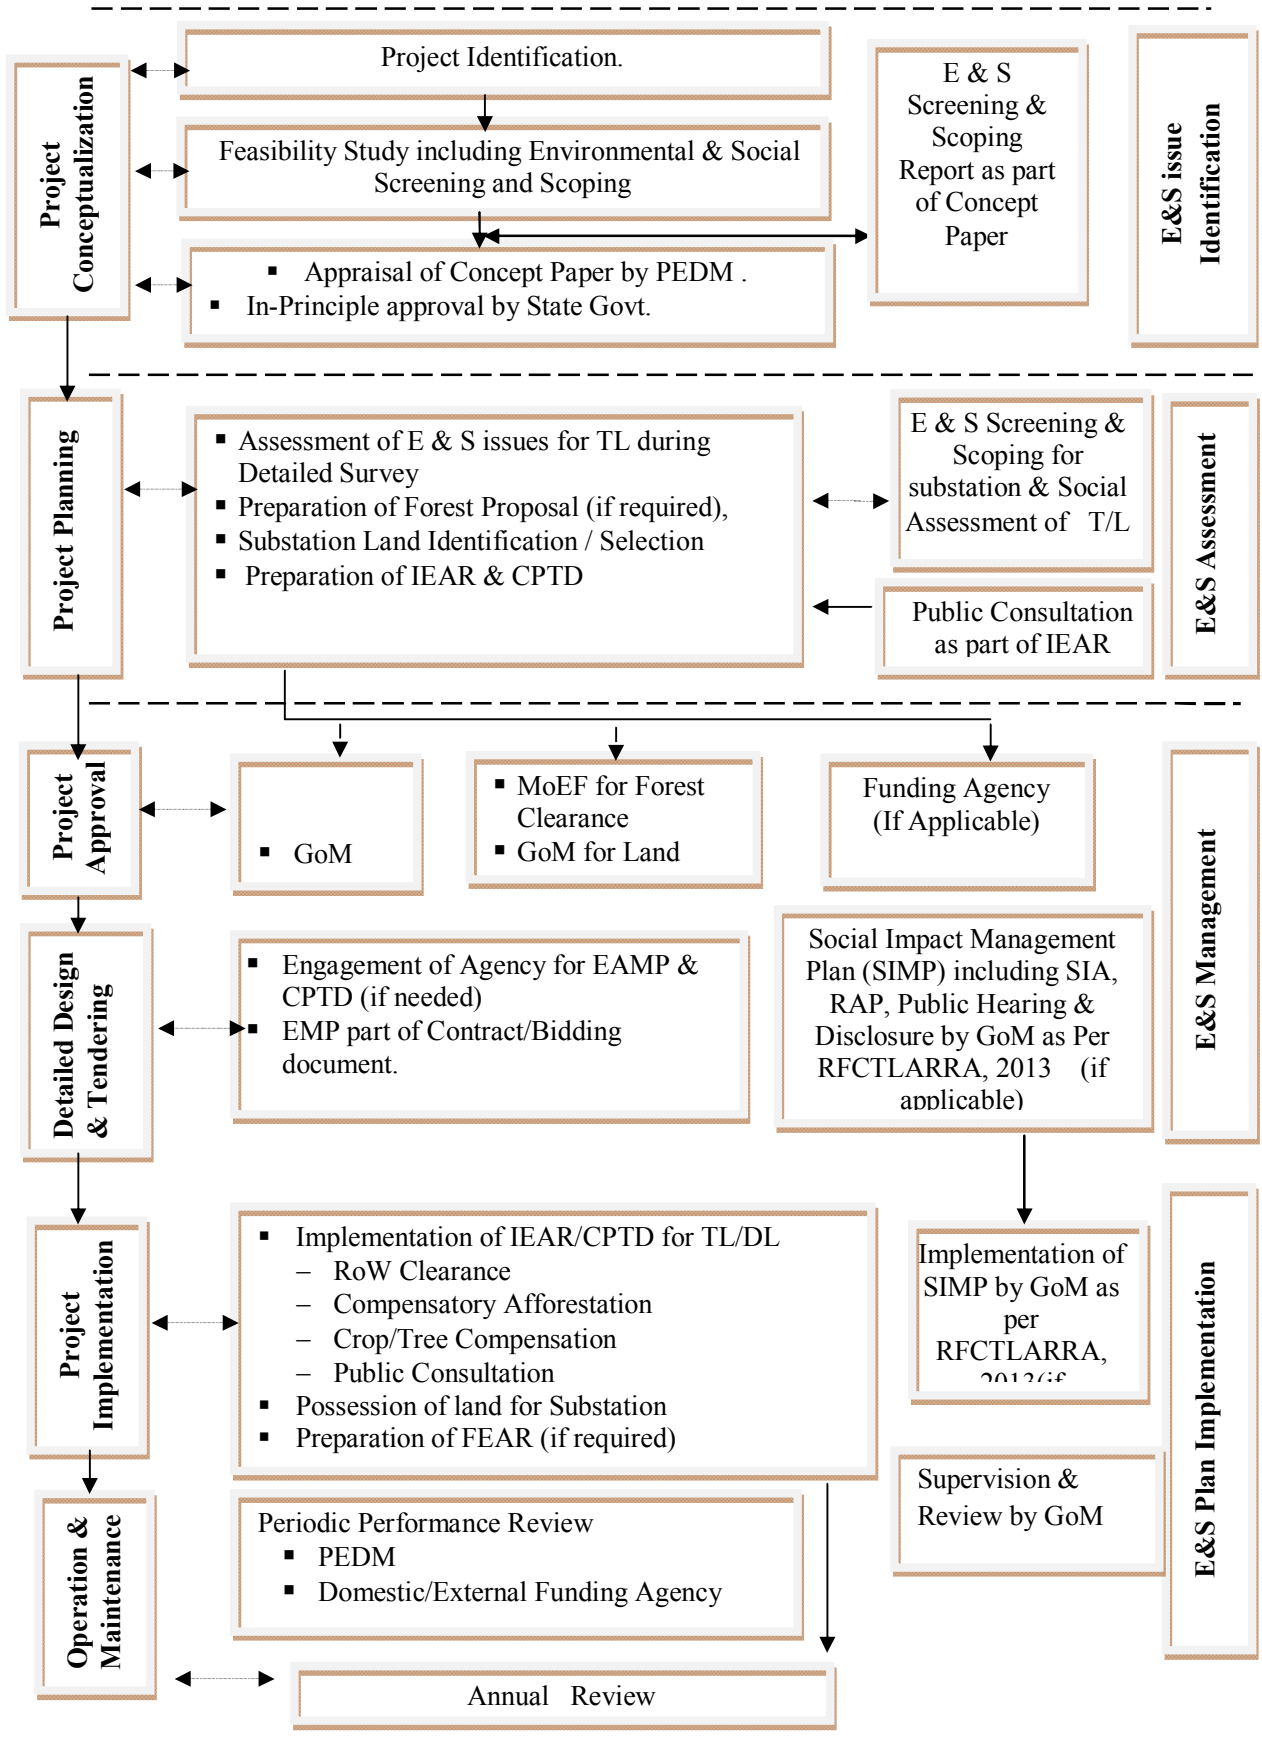 Project
Conceptualization
Project Identification.
Feasibility Study including Environmental & Social
Screening and Scoping
▪ Appraisal of Concept Paper by PEDM .
▪ In-Principle approval by State Govt.
E & S
Screening &
Scoping
Report as part
of Concept
Paper
E&S issue
Identification
Project Planning
▪ Assessment of E & S issues for TL during
Detailed Survey
▪ Preparation of Forest Proposal (if required),
▪ Substation Land Identification / Selection
▪ Preparation of IEAR & CPTD
E & S Screening &
Scoping for
substation & Social
Assessment of T/L
Public Consultation
as part of IEAR
E&S Assessment
Project
Approval
▪ GoM
▪ MoEF for Forest
Clearance
▪ GoM for Land
Funding Agency
(If Applicable)
E&S Management
Detailed Design
& Tendering
▪ Engagement of Agency for EAMP &
CPTD (if needed)
▪ EMP part of Contract/Bidding
document.
Social Impact Management
Plan (SIMP) including SIA,
RAP, Public Hearing &
Disclosure by GoM as Per
RFCTLARRA, 2013 (if
applicable)
Project
Implementation
▪ Implementation of IEAR/CPTD for TL/DL
– RoW Clearance
– Compensatory Afforestation
– Crop/Tree Compensation
– Public Consultation
▪ Possession of land for Substation
▪ Preparation of FEAR (if required)
Implementation of
SIMP by GoM as
per
RFCTLARRA,
2013(if
E&S Plan Implementation
Operation &
Maintenance
Periodic Performance Review
▪ PEDM
▪ Domestic/External Funding Agency
Supervision &
Review by GoM
Annual Review